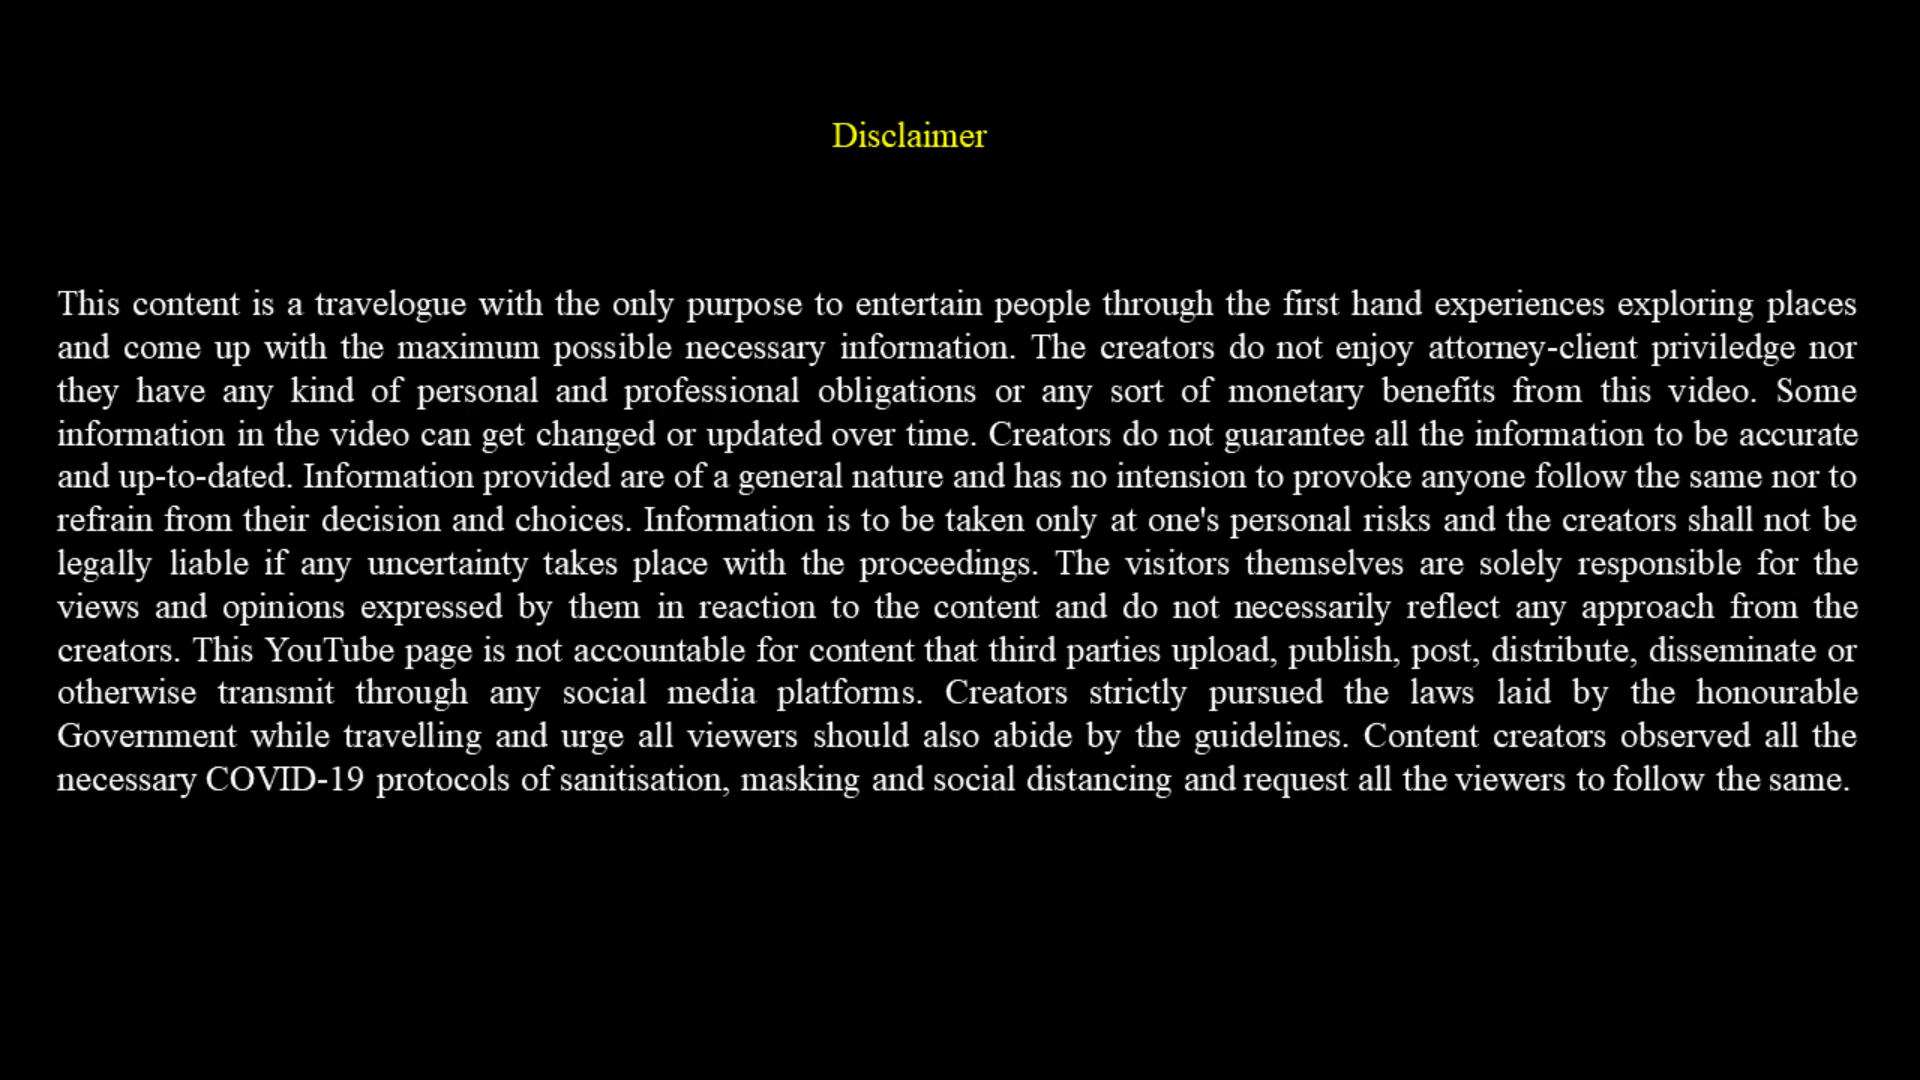 Disclaimer
This content is a travelogue with the only purpose to entertain people through the first hand experiences exploring places
and come up with the maximum possible necessary information. The creators do not enjoy attorney-client priviledge nor
they have any kind of personal and professional obligations or any sort of monetary benefits from this video. Some
information in the video can get changed or updated over time. Creators do not guarantee all the information to be accurate
and up-to-dated. Information provided are of a general nature and has no intension to provoke anyone follow the same nor to
refrain from their decision and choices. Information is to be taken only at one's personal risks and the creators shall not be
legally liable if any uncertainty takes place with the proceedings. The visitors themselves are solely responsible for the
views and opinions expressed by them in reaction to the content and do not necessarily reflect any approach from the
creators. This YouTube page is not accountable for content that third parties upload, publish, post, distribute, disseminate or
otherwise transmit through any social media platforms. Creators strictly pursued the laws laid by the honourable
Government while travelling and urge all viewers should also abide by the guidelines. Content creators observed all the
necessary COVID-19 protocols of sanitisation, masking and social distancing and request all the viewers to follow the same.